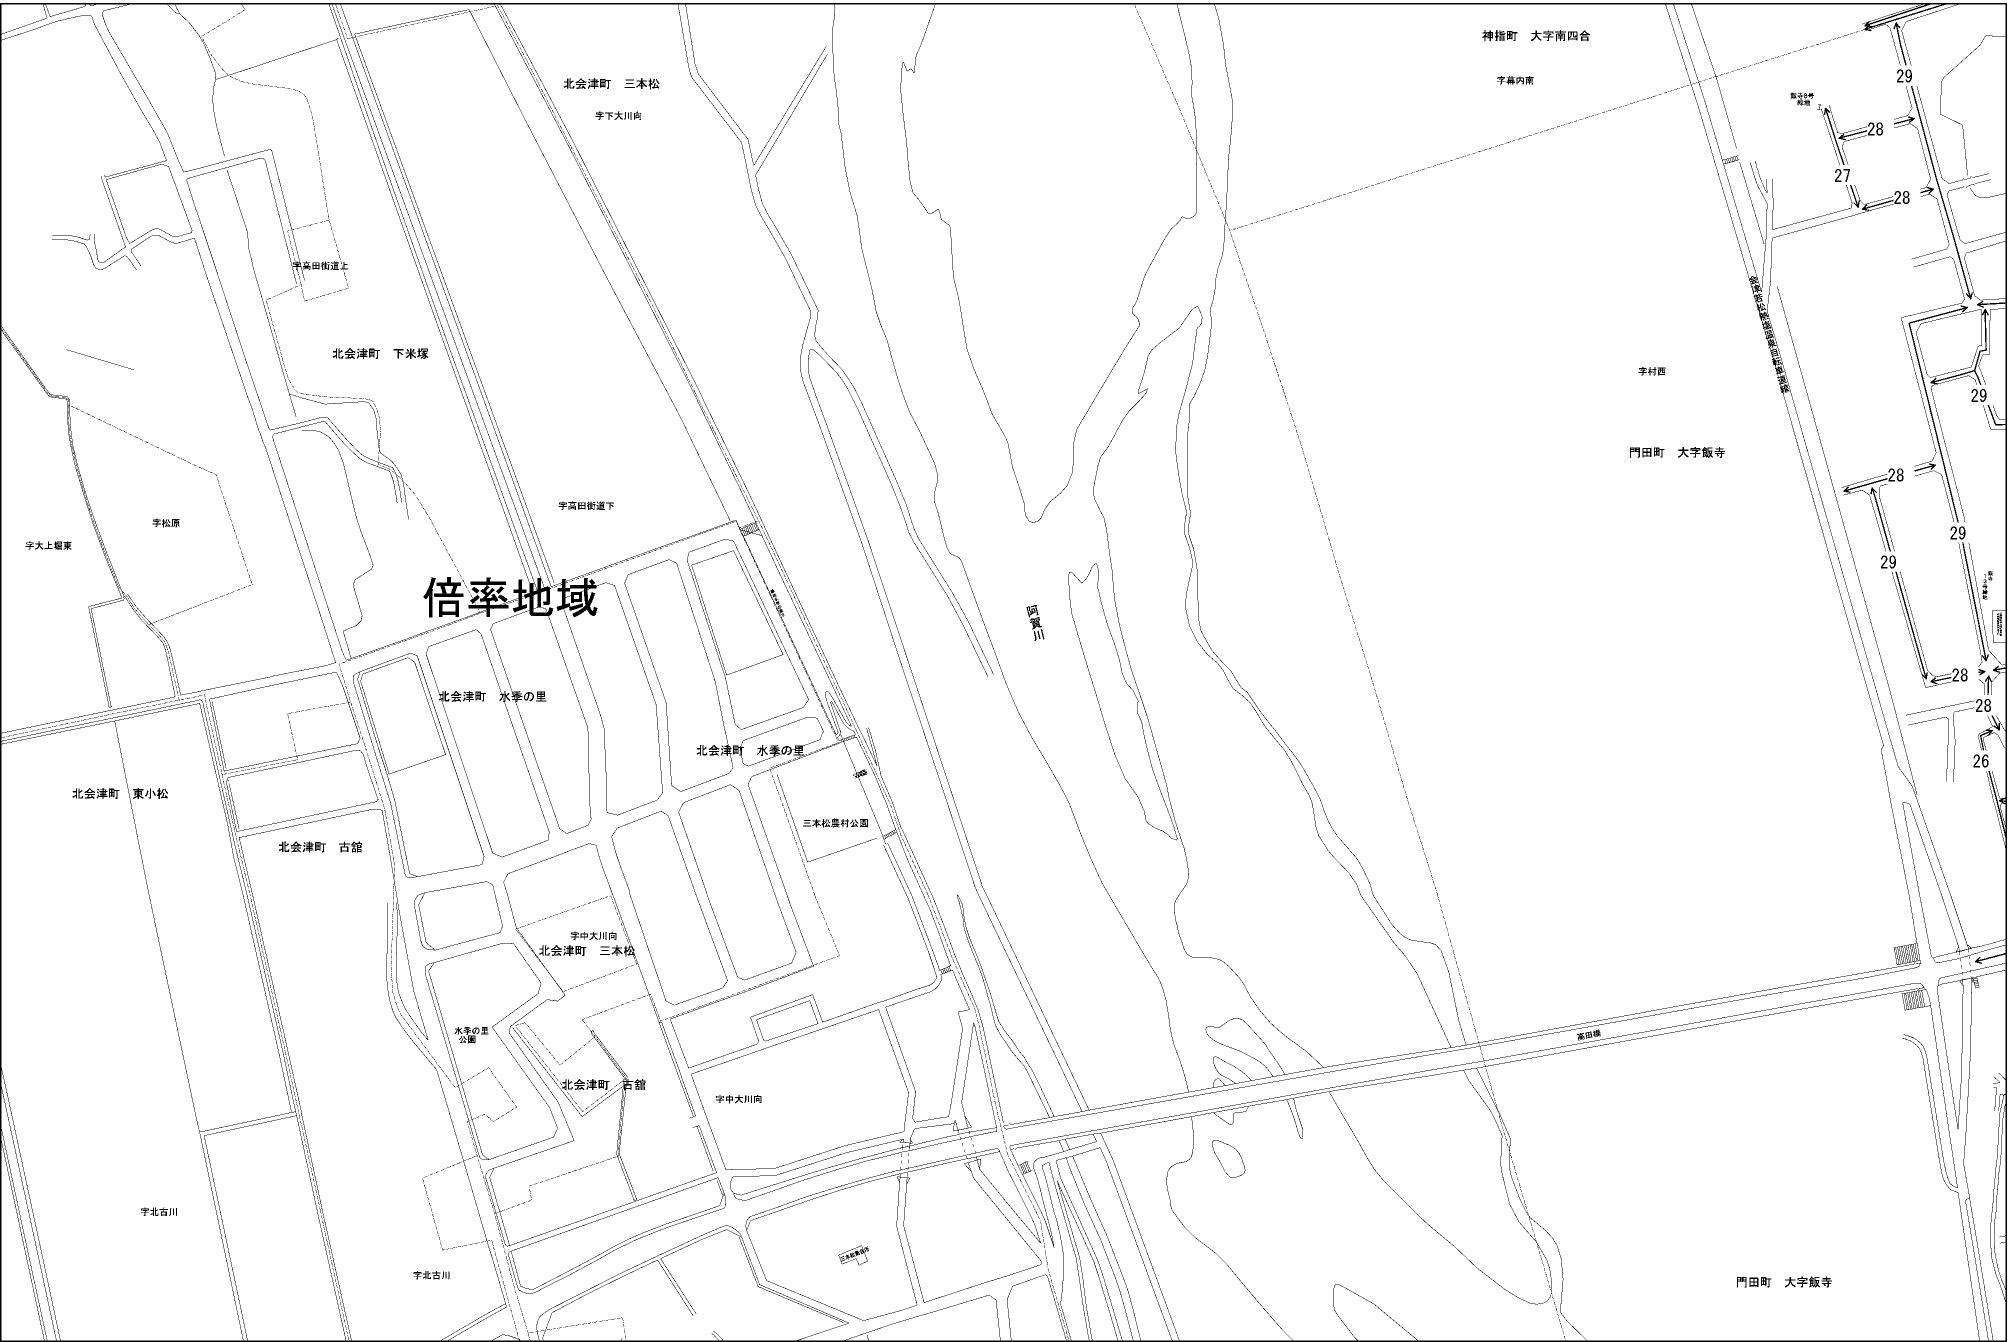 神指町　大字南四合
29
北会津町　三本松
字幕内南
飯寺8号
緑地
字下大川向
28
27
28
字高田街道上
北会津町　下米塚
字村西
29
門田町　大字飯寺
28
字高田街道下
字松原
29
字大上堀東
29
倍率地域
阿賀川
28
北会津町　水季の里
28
北会津町　水季の里
26
北会津町　東小松
三本松農村公園
北会津町　古舘
字中大川向
北会津町　三本松
水季の里
公園
高田橋
北会津町　古舘
字中大川向
字北古川
字北古川
門田町　大字飯寺